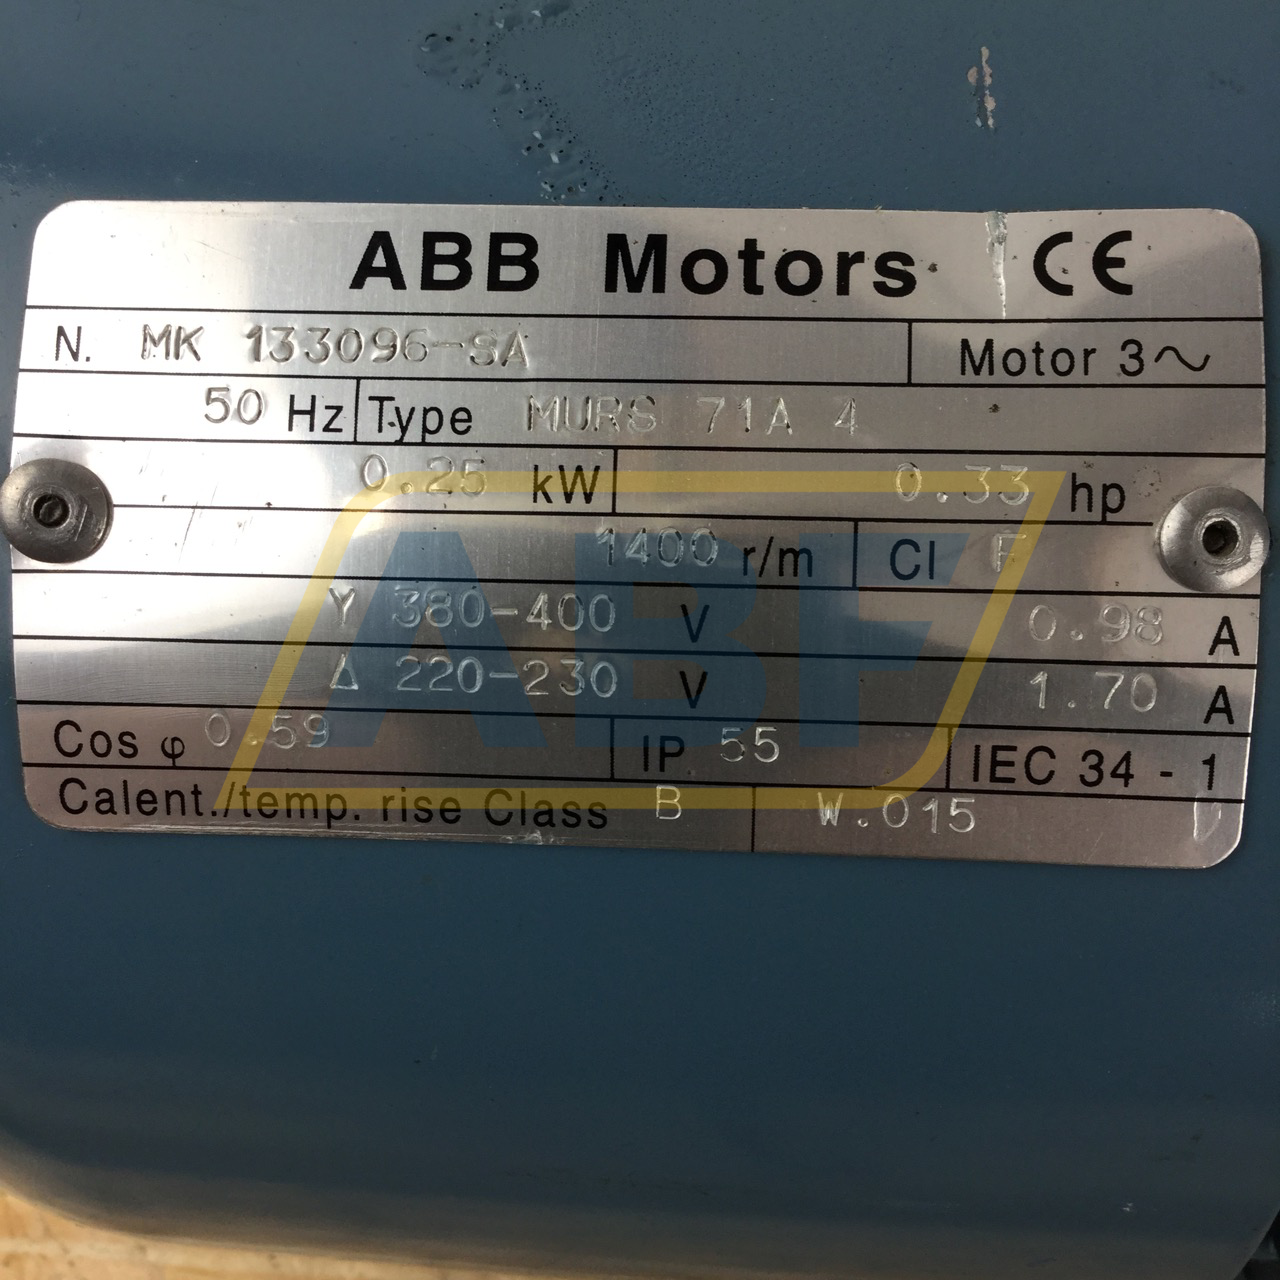 ABB Motors CE
N. MK 133096-SA Motor 3~
50 Hz Type MURS 71A 4
0.25 kW 0.33 hp
1400 r/m Cl F
Y 380-400 V 0.98 A
Δ 220-230 V 1.70 A
Cos φ 0.59 IP 55 IEC 34 - 1
Calent./temp. rise Class B W.015
ABF